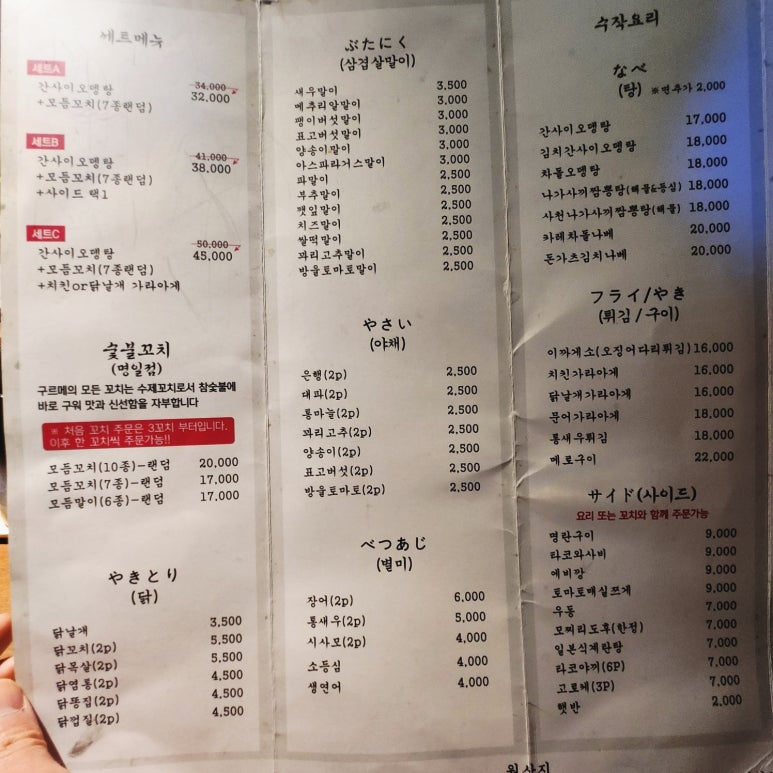 세트메뉴
세트A
간사이오뎅탕 34,000
+모듬꼬치(7종랜덤) 32,000
세트B
간사이오뎅탕 41,000
+모듬꼬치(7종랜덤) 38,000
+사이드 택1
세트C
간사이오뎅탕 50,000
+모듬꼬치(7종랜덤) 45,000
+치킨or닭날개 가라아게
숯불꼬치
(명일점)
구르메의 모든 꼬치는 수제꼬치로서 참숯불에
바로 구워 맛과 신선함을 자부합니다
※ 처음 꼬치 주문은 3꼬치 부터입니다.
이후 한 꼬치씩 주문가능!!
모듬꼬치(10종)-랜덤 20,000
모듬꼬치(7종)-랜덤 17,000
모듬말이(6종)-랜덤 17,000
やきとり
(닭)
닭날개 3,500
닭꼬치(2p) 5,500
닭목살(2p) 5,500
닭염통(2p) 4,500
닭똥집(2p) 4,500
닭껍질(2p) 4,500
ぶたにく
(삼겹살말이)
새우말이 3,500
메추리알말이 3,000
팽이버섯말이 3,000
표고버섯말이 3,000
양송이말이 3,000
아스파라거스말이 3,000
파말이 2,500
부추말이 2,500
깻잎말이 2,500
치즈말이 2,500
쌀떡말이 2,500
꽈리고추말이 2,500
방울토마토말이 2,500
やさい
(야채)
은행(2p) 2,500
대파(2p) 2,500
통마늘(2p) 2,500
꽈리고추(2p) 2,500
양송이(2p) 2,500
표고버섯(2p) 2,500
방울토마토(2p) 2,500
べつあじ
(별미)
장어(2p) 6,000
통새우(2p) 5,000
시사모(2p) 4,000
소등심 4,000
생연어 4,000
수작요리
なべ
(탕) ※면추가 2,000
간사이오뎅탕 17,000
김치간사이오뎅탕 18,000
차돌오뎅탕 18,000
나가사끼짬뽕탕(해물&등심) 18,000
사천나가사끼짬뽕탕(해물) 18,000
카레차돌나베 20,000
돈가츠김치나베 20,000
フライ/やき
(튀김/구이)
이까게소(오징어다리튀김) 16,000
치킨가라아게 16,000
닭날개가라아게 16,000
문어가라아게 18,000
통새우튀김 18,000
메로구이 22,000
サイド(사이드)
요리 또는 꼬치와 함께 주문가능
명란구이 9,000
타코와사비 9,000
에비깡 9,000
토마토매실쯔게 9,000
우동 7,000
모찌리도후(한정) 7,000
일본식계란탕 7,000
타코야끼(6P) 7,000
고로케(3P) 7,000
햇반 2,000
원산지